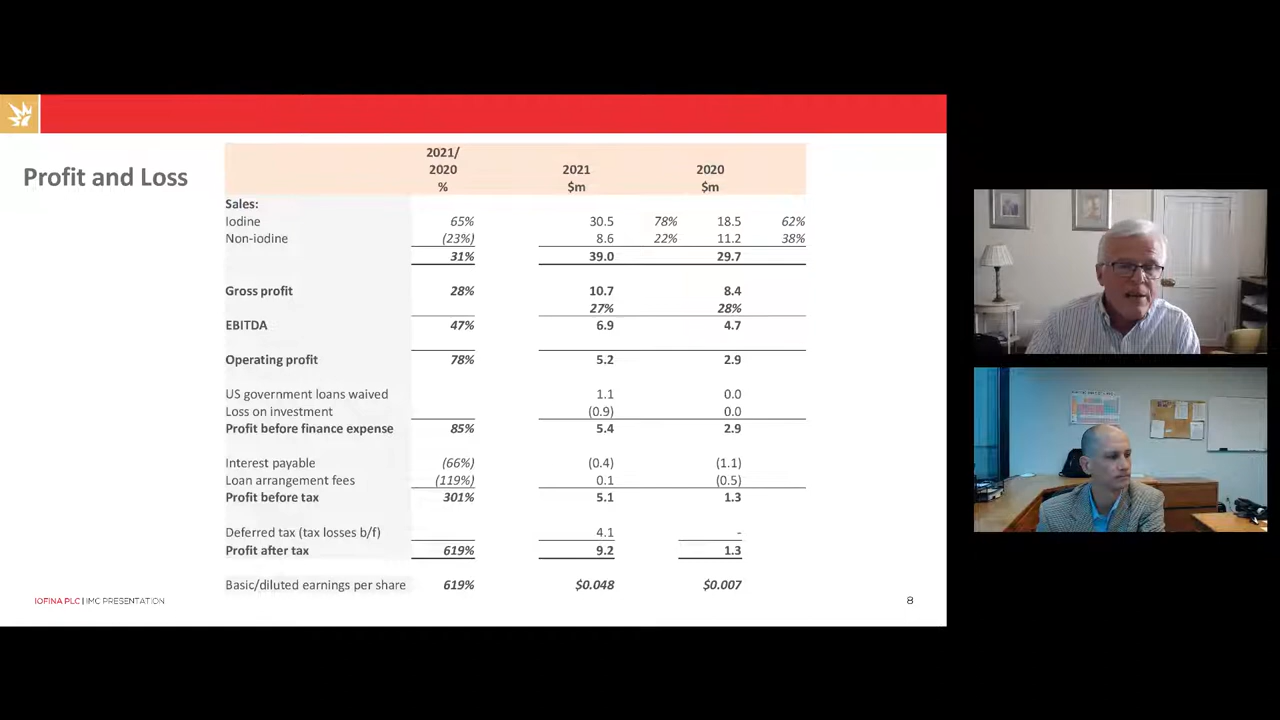 Profit and Loss
2021/
2020 2021 2020
% $m $m
Sales:
Iodine 65% 30.5 78% 18.5 62%
Non-iodine (23%) 8.6 22% 11.2 38%
31% 39.0 29.7
Gross profit 28% 10.7 8.4
27% 28%
EBITDA 47% 6.9 4.7
Operating profit 78% 5.2 2.9
US government loans waived 1.1 0.0
Loss on investment (0.9) 0.0
Profit before finance expense 85% 5.4 2.9
Interest payable (66%) (0.4) (1.1)
Loan arrangement fees (119%) 0.1 (0.5)
Profit before tax 301% 5.1 1.3
Deferred tax (tax losses b/f) 4.1 -
Profit after tax 619% 9.2 1.3
Basic/diluted earnings per share 619% $0.048 $0.007
IOFINA PLC | IMC PRESENTATION 8